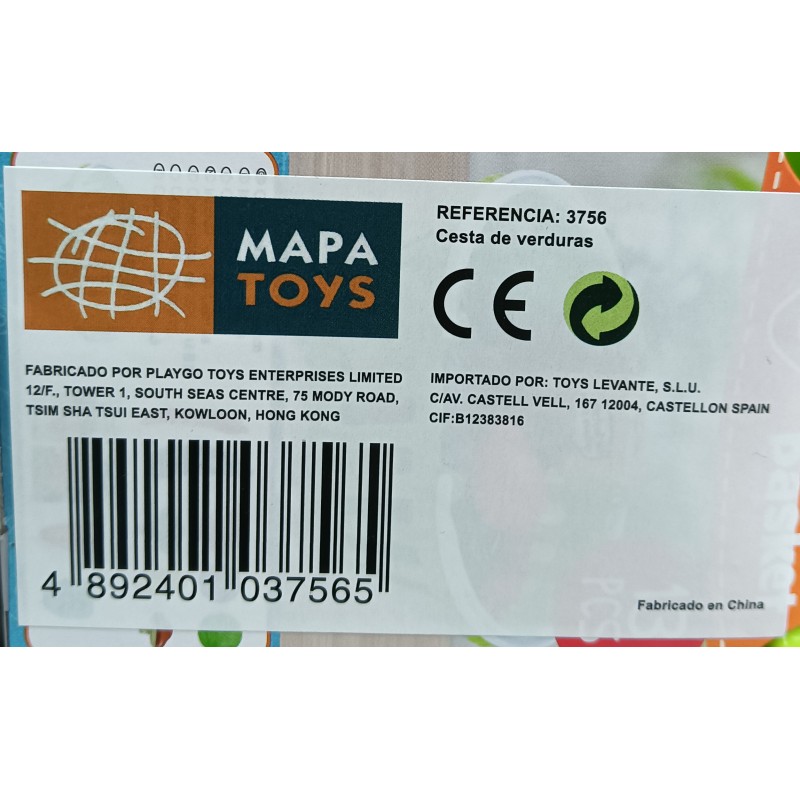 MAPA
TOYS
REFERENCIA: 3756
Cesta de verduras
CE
FABRICADO POR PLAYGO TOYS ENTERPRISES LIMITED
12/F., TOWER 1, SOUTH SEAS CENTRE, 75 MODY ROAD,
TSIM SHA TSUI EAST, KOWLOON, HONG KONG
IMPORTADO POR: TOYS LEVANTE, S.L.U.
C/AV. CASTELL VELL, 167 12004, CASTELLON SPAIN
CIF:B12383816
4 892401 037565
Fabricado en China
basket
PCS